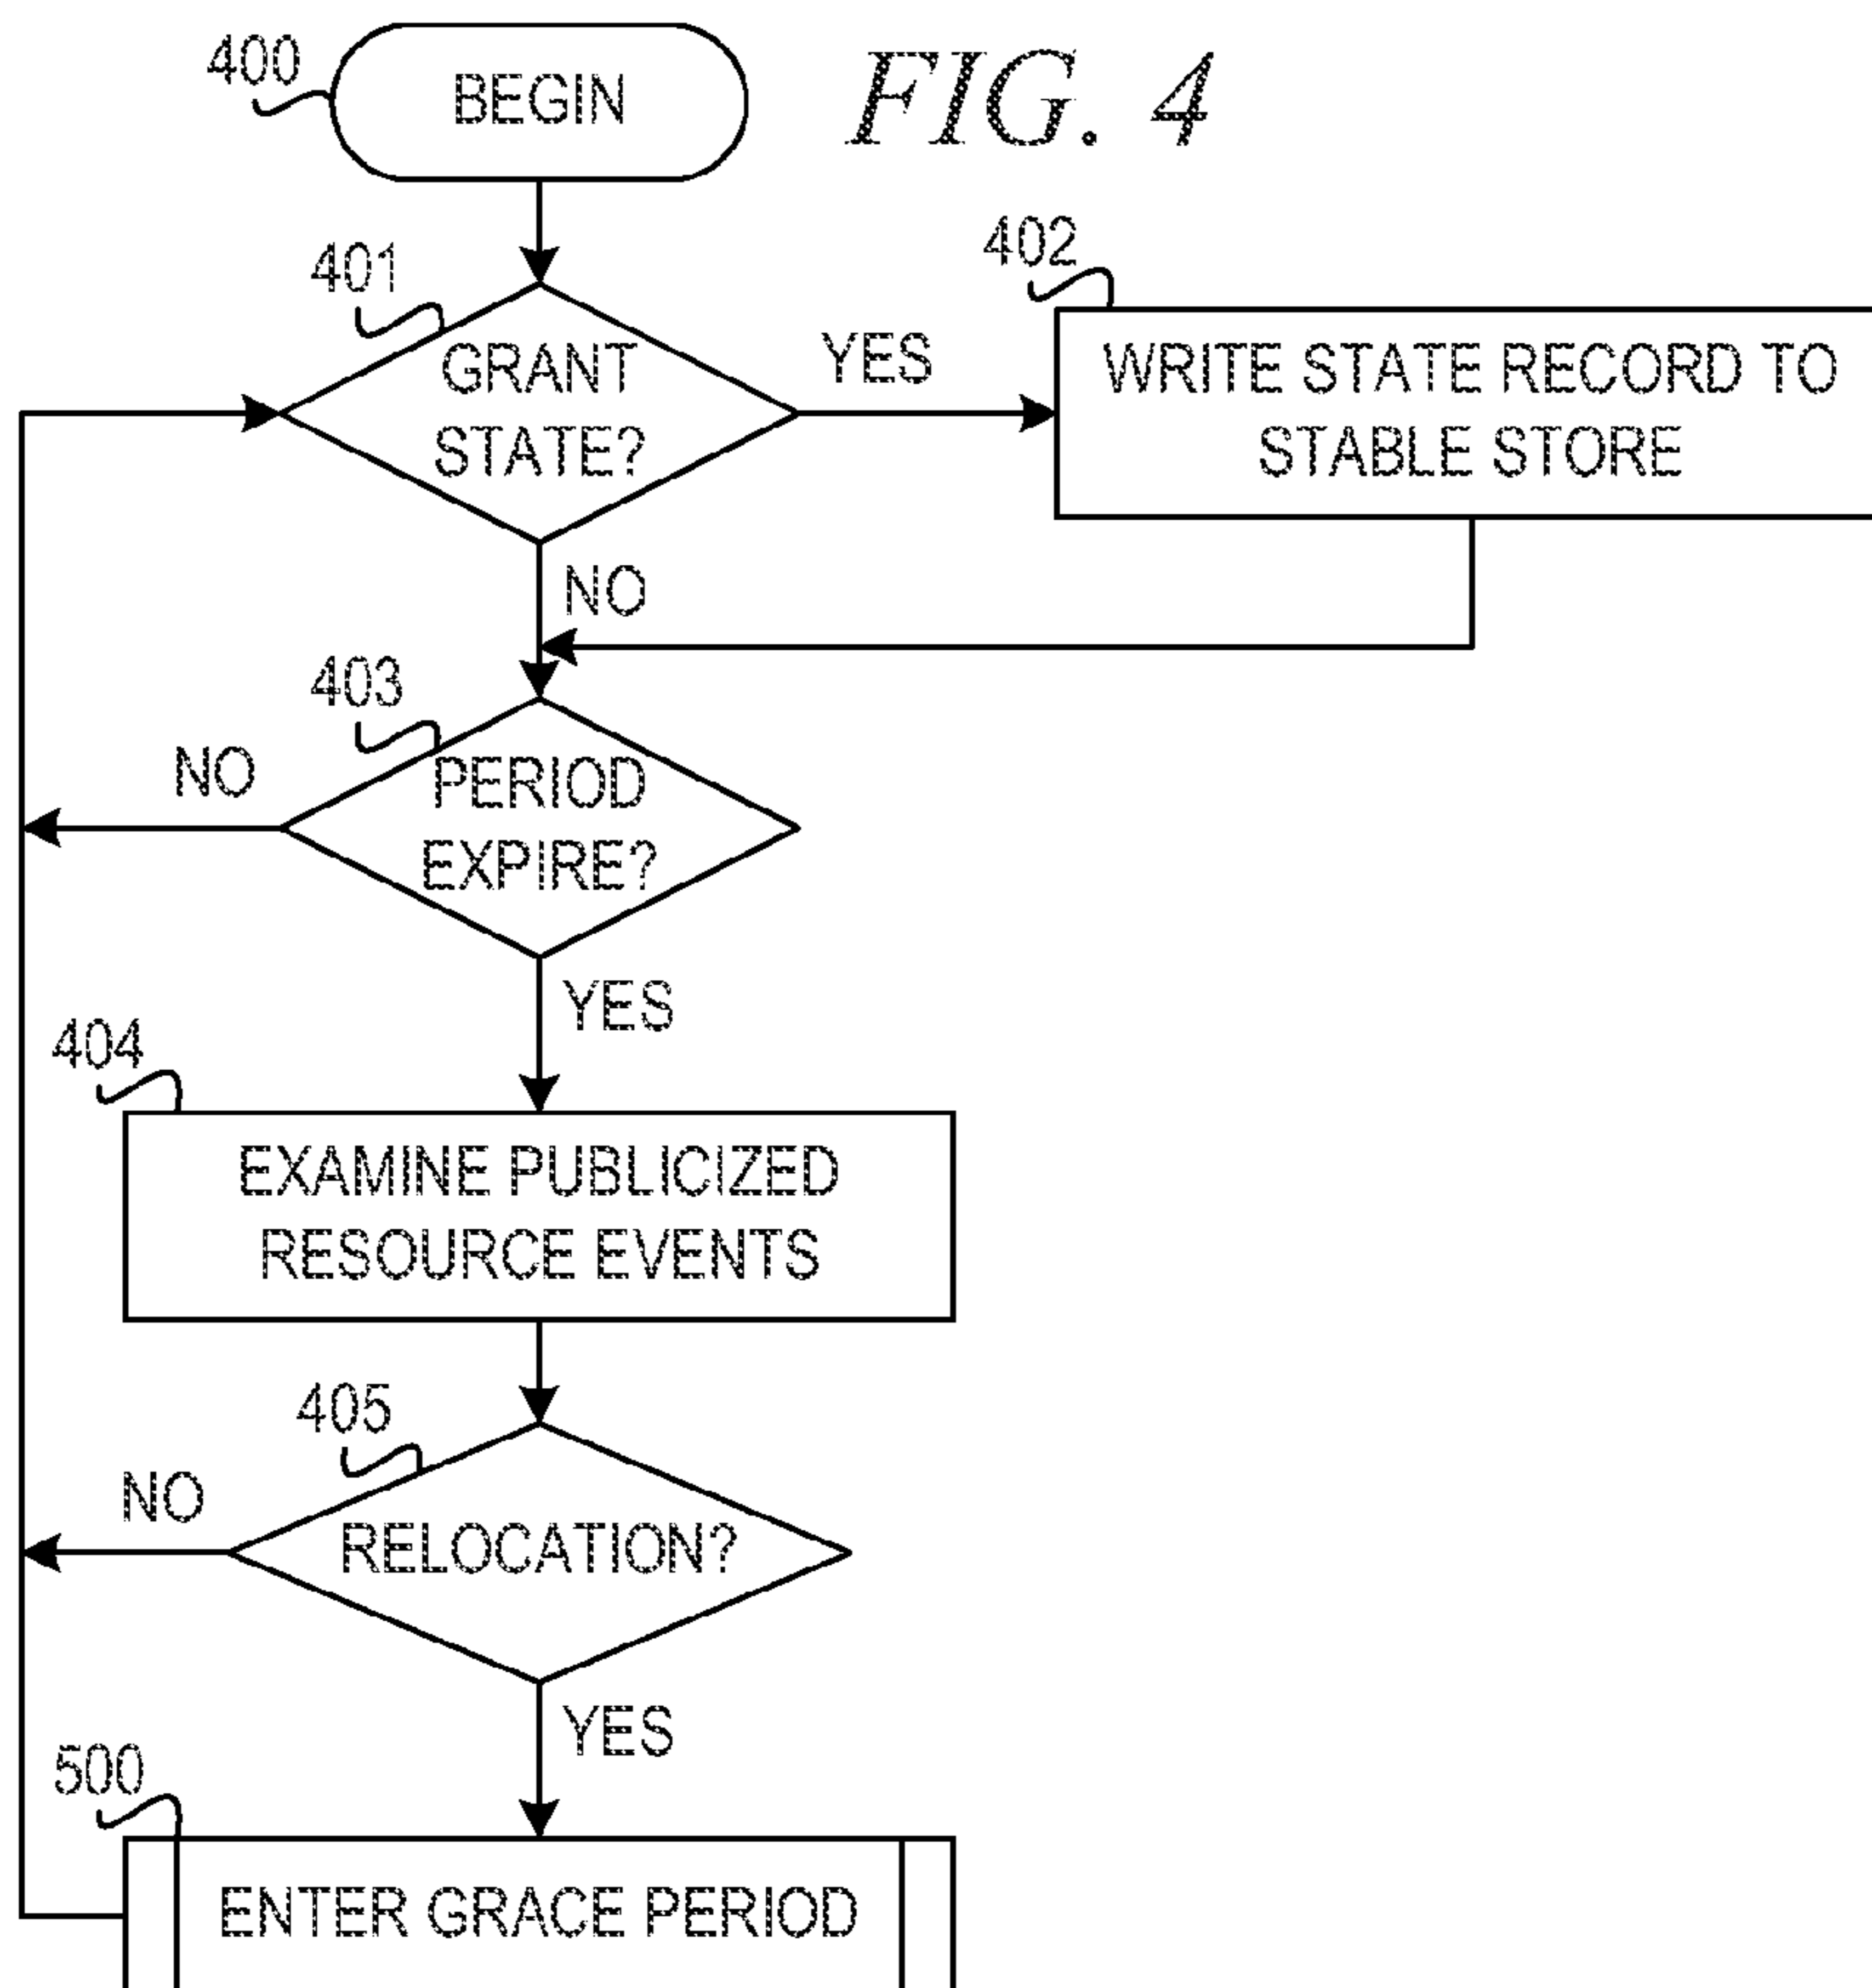 400
BEGIN
FIG. 4
401
GRANT
STATE?
YES
402
WRITE STATE RECORD TO
STABLE STORE
NO
403
PERIOD
EXPIRE?
NO
YES
404
EXAMINE PUBLICIZED
RESOURCE EVENTS
405
RELOCATION?
NO
YES
500
ENTER GRACE PERIOD